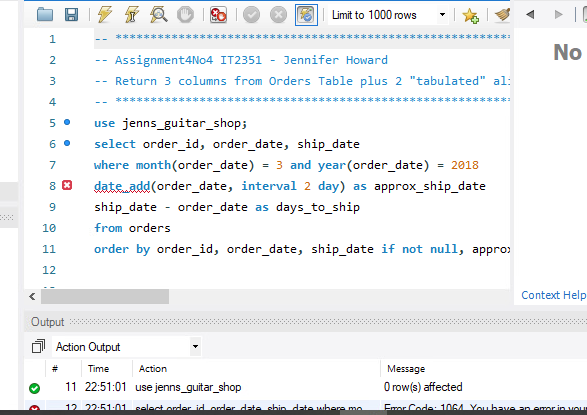 Limit to 1000 rows
1 -- ************************************************************
No
2 -- Assignment4No4 IT2351 - Jennifer Howard
3 -- Return 3 columns from Orders Table plus 2 "tabulated" ali
4 -- ************************************************************
5 use jenns_guitar_shop;
6 select order_id, order_date, ship_date
7 where month(order_date) = 3 and year(order_date) = 2018
8 date_add(order_date, interval 2 day) as approx_ship_date
9 ship_date - order_date as days_to_ship
10 from orders
11 order by order_id, order_date, ship_date if not null, approx
12
Context Help
Output
Action Output
# Time Action Message
11 22:51:01 use jenns_guitar_shop 0 row(s) affected
12 22:51:01 select order_id, order_date, ship_date where mo Error Code: 1064. You have an error in your